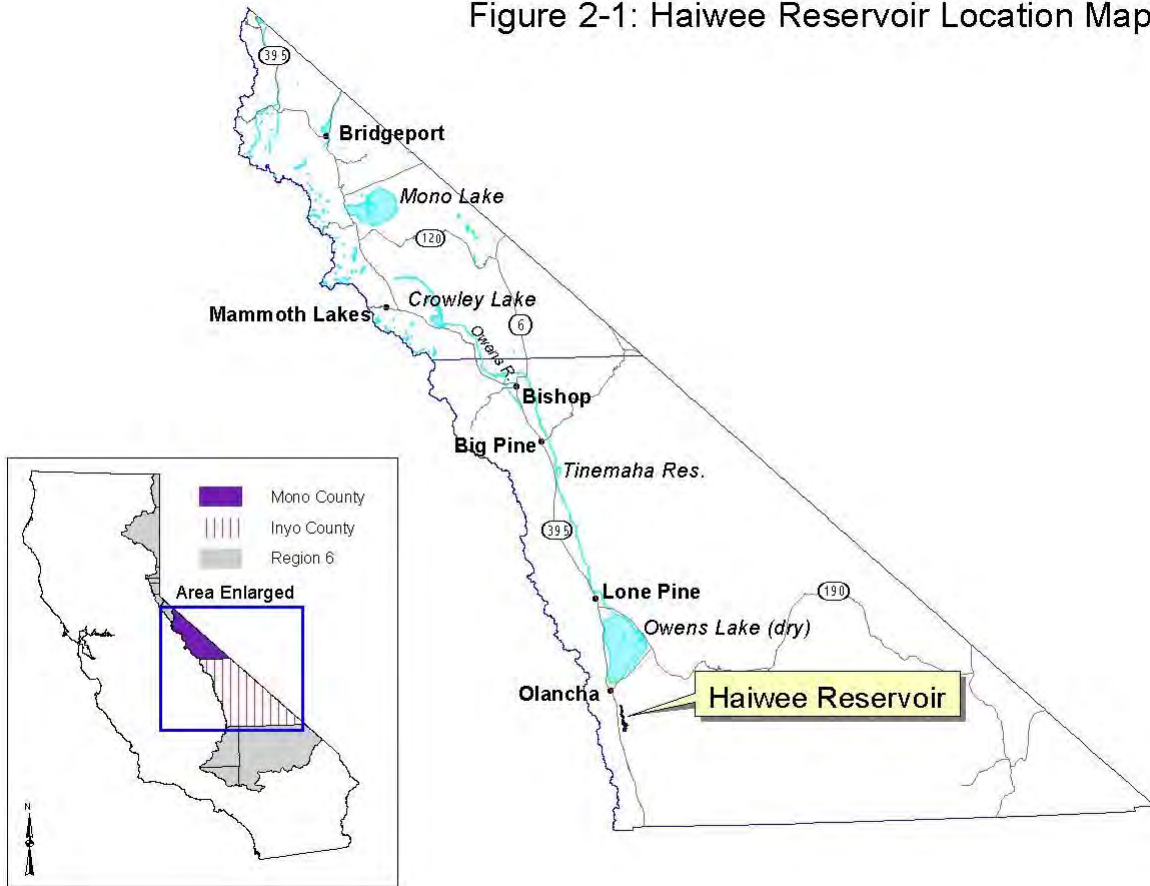 Figure 2-1: Haiwee Reservoir Location Map
395
Bridgeport
Mono Lake
120
Crowley Lake
Mammoth Lakes
6
Owens R.
Bishop
Big Pine
Tinemaha Res.
395
Lone Pine
190
Owens Lake (dry)
Olancha
Haiwee Reservoir
Mono County
Inyo County
Region 6
Area Enlarged
N